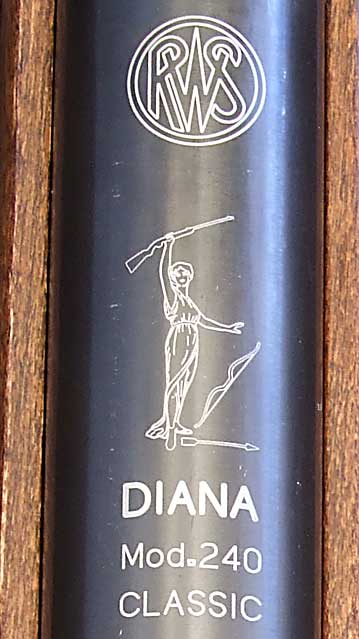 RWS
DIANA
Mod.240
CLASSIC